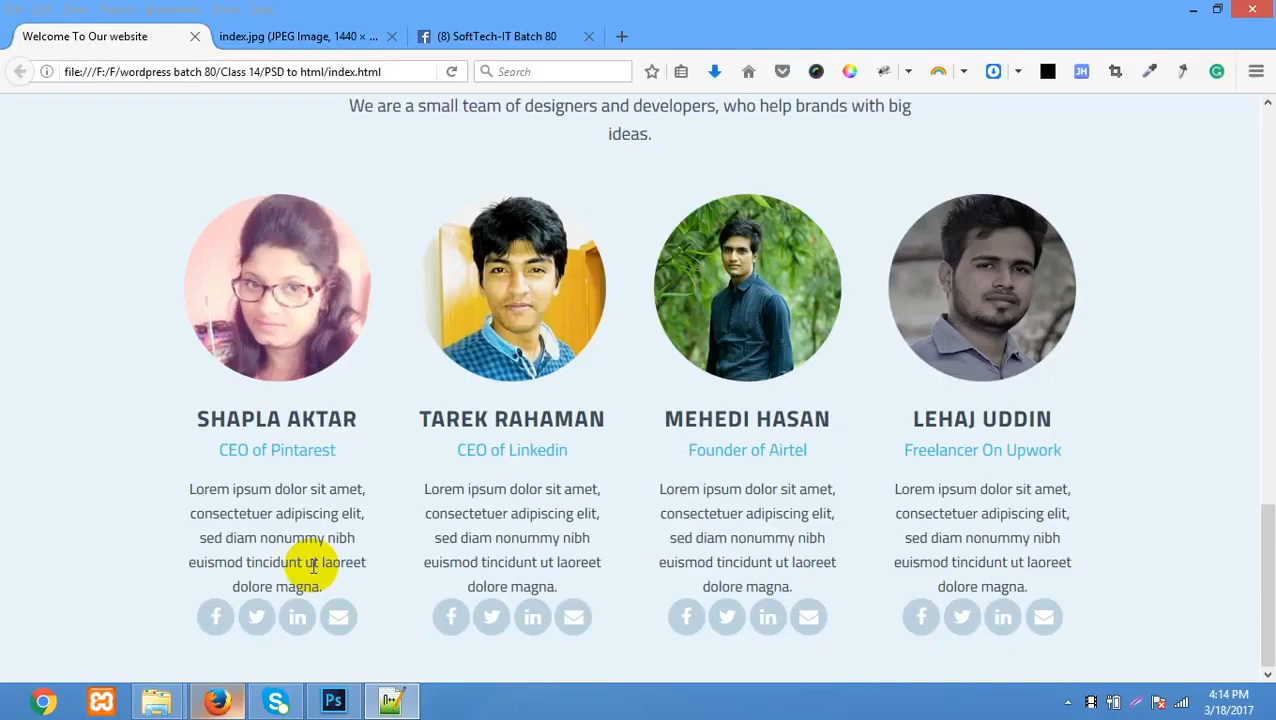 Welcome To Our website
index.jpg (JPEG Image, 1440 × ...
(8) SoftTech-IT Batch 80
file:///F:/F/wordpress batch 80/Class 14/PSD to html/index.html
Search
We are a small team of designers and developers, who help brands with big
ideas.
SHAPLA AKTAR
CEO of Pintarest
Lorem ipsum dolor sit amet,
consectetuer adipiscing elit,
sed diam nonummy nibh
euismod tincidunt ut laoreet
dolore magna.
TAREK RAHAMAN
CEO of Linkedin
Lorem ipsum dolor sit amet,
consectetuer adipiscing elit,
sed diam nonummy nibh
euismod tincidunt ut laoreet
dolore magna.
MEHEDI HASAN
Founder of Airtel
Lorem ipsum dolor sit amet,
consectetuer adipiscing elit,
sed diam nonummy nibh
euismod tincidunt ut laoreet
dolore magna.
LEHAJ UDDIN
Freelancer On Upwork
Lorem ipsum dolor sit amet,
consectetuer adipiscing elit,
sed diam nonummy nibh
euismod tincidunt ut laoreet
dolore magna.
4:14 PM
3/18/2017